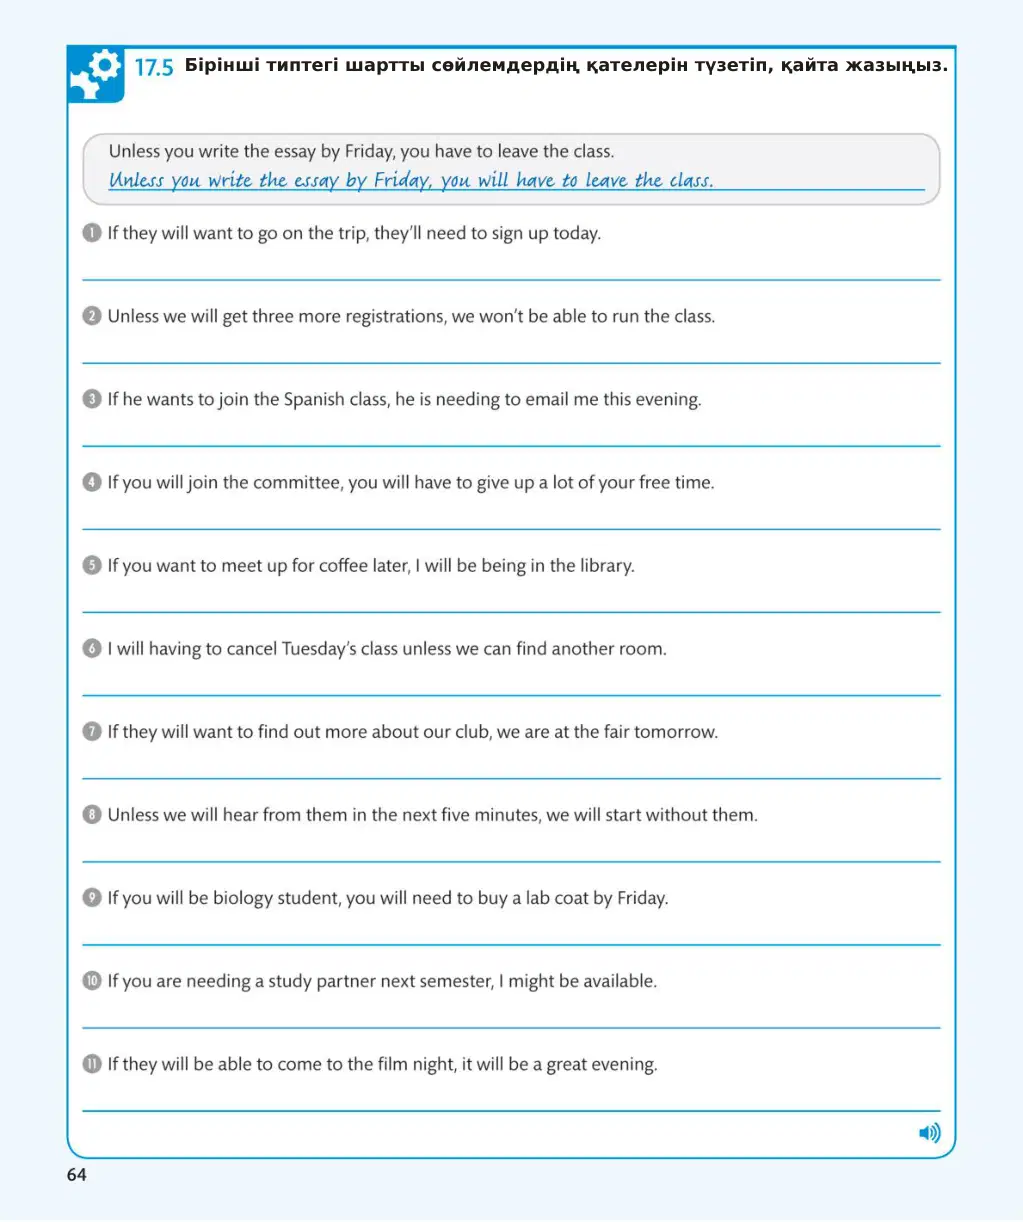 17.5 Бірінші типтегі шартты сөйлемдердің қателерін түзетіп, қайта жазыңыз.
Unless you write the essay by Friday, you have to leave the class.
Unless you write the essay by Friday, you will have to leave the class.
1 If they will want to go on the trip, they’ll need to sign up today.
2 Unless we will get three more registrations, we won’t be able to run the class.
3 If he wants to join the Spanish class, he is needing to email me this evening.
4 If you will join the committee, you will have to give up a lot of your free time.
5 If you want to meet up for coffee later, I will be being in the library.
6 I will having to cancel Tuesday’s class unless we can find another room.
7 If they will want to find out more about our club, we are at the fair tomorrow.
8 Unless we will hear from them in the next five minutes, we will start without them.
9 If you will be biology student, you will need to buy a lab coat by Friday.
10 If you are needing a study partner next semester, I might be available.
11 If they will be able to come to the film night, it will be a great evening.
64